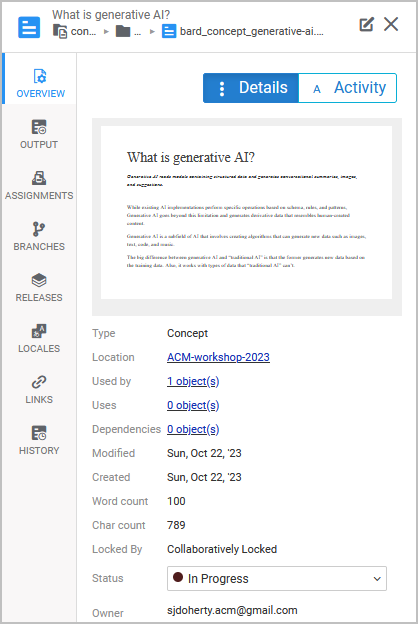 What is generative AI?
con... ▸ ... ▸ bard_concept_generative-ai....
OVERVIEW
OUTPUT
ASSIGNMENTS
BRANCHES
RELEASES
LOCALES
LINKS
HISTORY
Details
A Activity
What is generative AI?
Generative AI reads models containing structured data and generates conversational summaries, images,
and suggestions.
While existing AI implementations perform specific operations based on schema, rules, and patterns,
Generative AI goes beyond this limitation and generates derivative data that resembles human-created
content.
Generative AI is a subfield of AI that involves creating algorithms that can generate new data such as images,
text, code, and music.
The big difference between generative AI and "traditional AI" is that the former generates new data based on
the training data. Also, it works with types of data that "traditional AI" can't.
Type Concept
Location ACM-workshop-2023
Used by 1 object(s)
Uses 0 object(s)
Dependencies 0 object(s)
Modified Sun, Oct 22, '23
Created Sun, Oct 22, '23
Word count 100
Char count 789
Locked By Collaboratively Locked
Status In Progress
Owner sjdoherty.acm@gmail.com